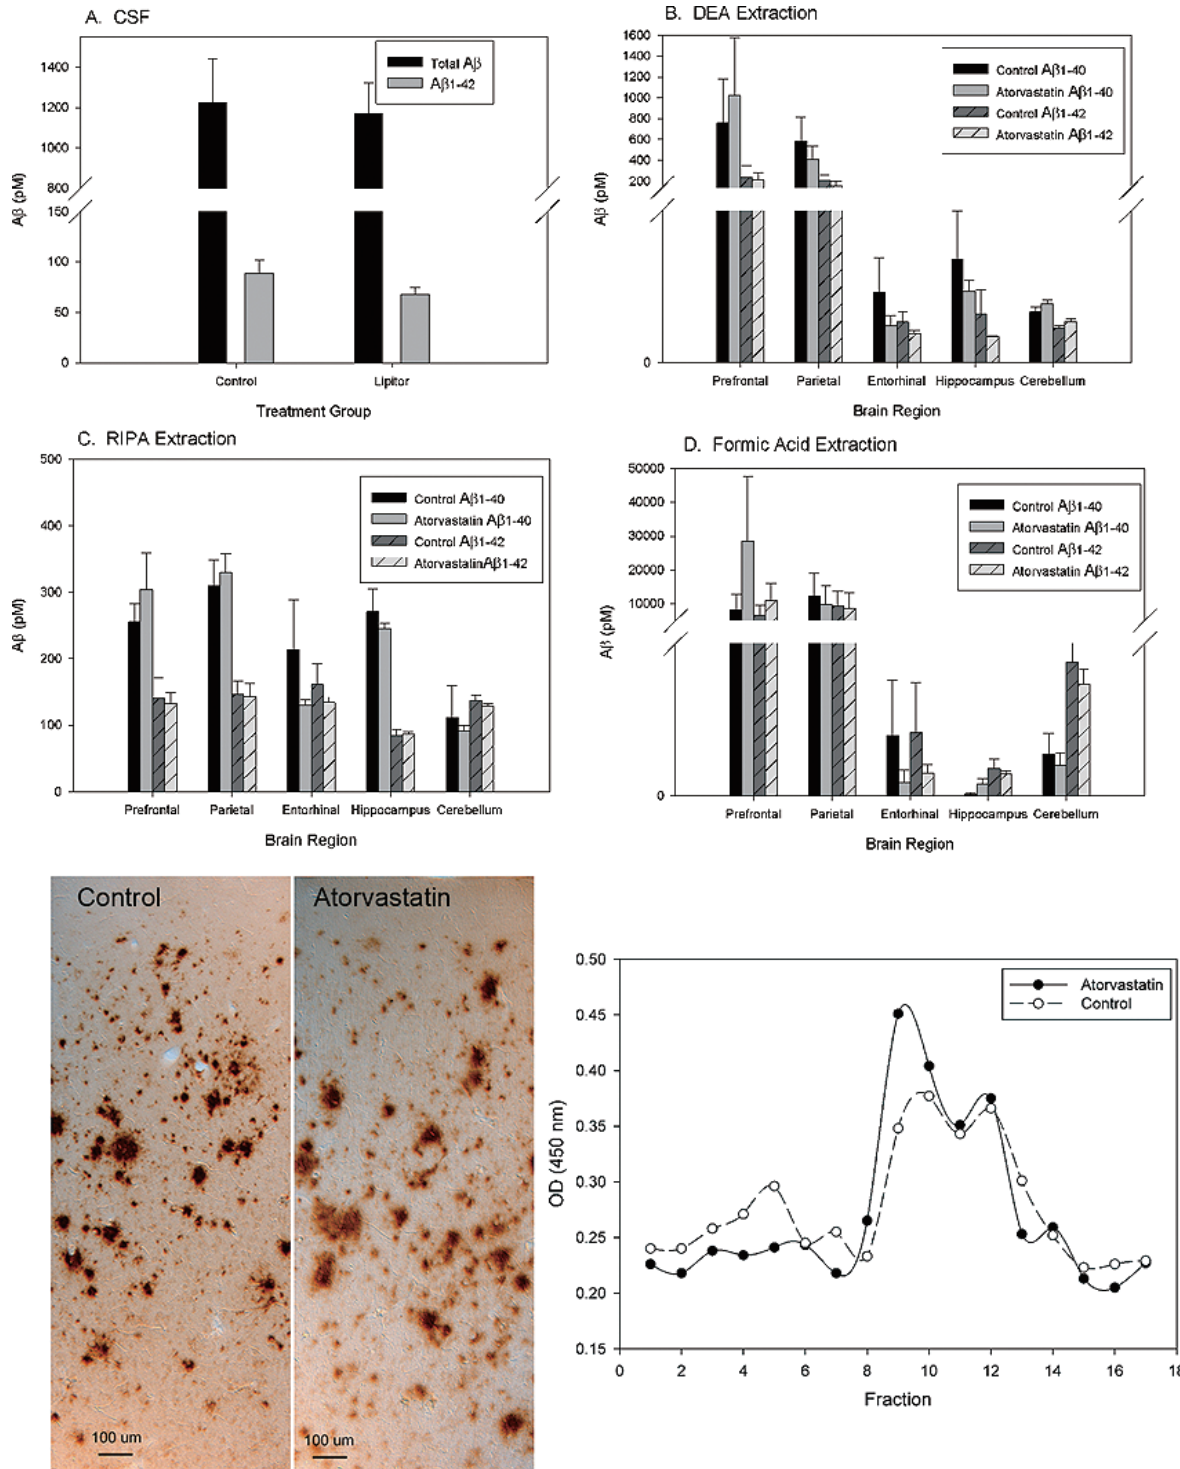 A. CSF
1400
1200
1000
800
150
100
50
0
Aβ (pM)
Total Aβ
Aβ1-42
Control
Lipitor
Treatment Group
B. DEA Extraction
1600
1400
1200
1000
800
600
400
200
0
Aβ (pM)
Control Aβ1-40
Atorvastatin Aβ1-40
Control Aβ1-42
Atorvastatin Aβ1-42
Prefrontal Parietal Entorhinal Hippocampus Cerebellum
Brain Region
C. RIPA Extraction
500
400
300
200
100
0
Aβ (pM)
Control Aβ1-40
Atorvastatin Aβ1-40
Control Aβ1-42
AtorvastatinAβ1-42
Prefrontal Parietal Entorhinal Hippocampus Cerebellum
Brain Region
D. Formic Acid Extraction
50000
40000
30000
20000
10000
0
Aβ (pM)
Control Aβ1-40
Atorvastatin Aβ1-40
Control Aβ1-42
Atorvastatin Aβ1-42
Prefrontal Parietal Entorhinal Hippocampus Cerebellum
Brain Region
Control
100 um
Atorvastatin
100 um
0.50
0.45
0.40
0.35
0.30
0.25
0.20
0.15
OD (450 nm)
Atorvastatin
Control
0 2 4 6 8 10 12 14 16 18
Fraction